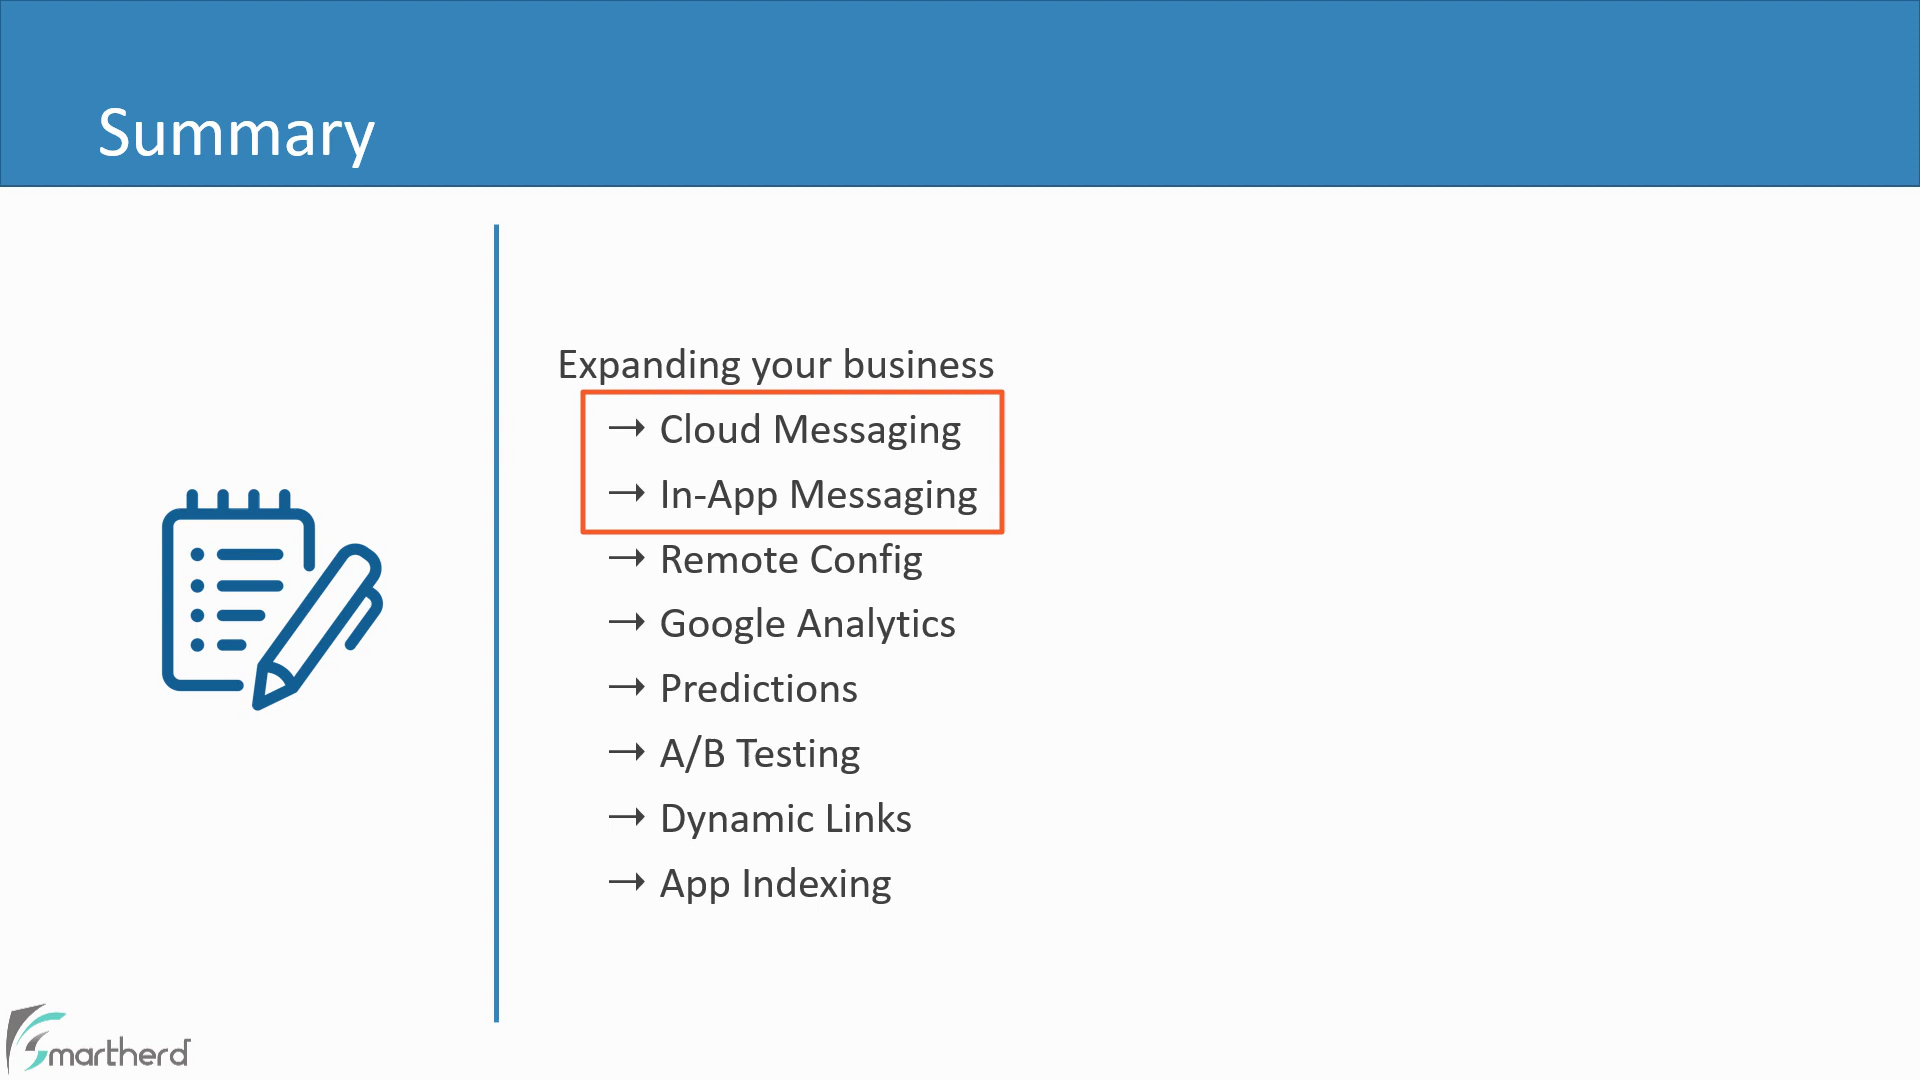 Summary
Expanding your business
→ Cloud Messaging
→ In-App Messaging
→ Remote Config
→ Google Analytics
→ Predictions
→ A/B Testing
→ Dynamic Links
→ App Indexing
Smartherd